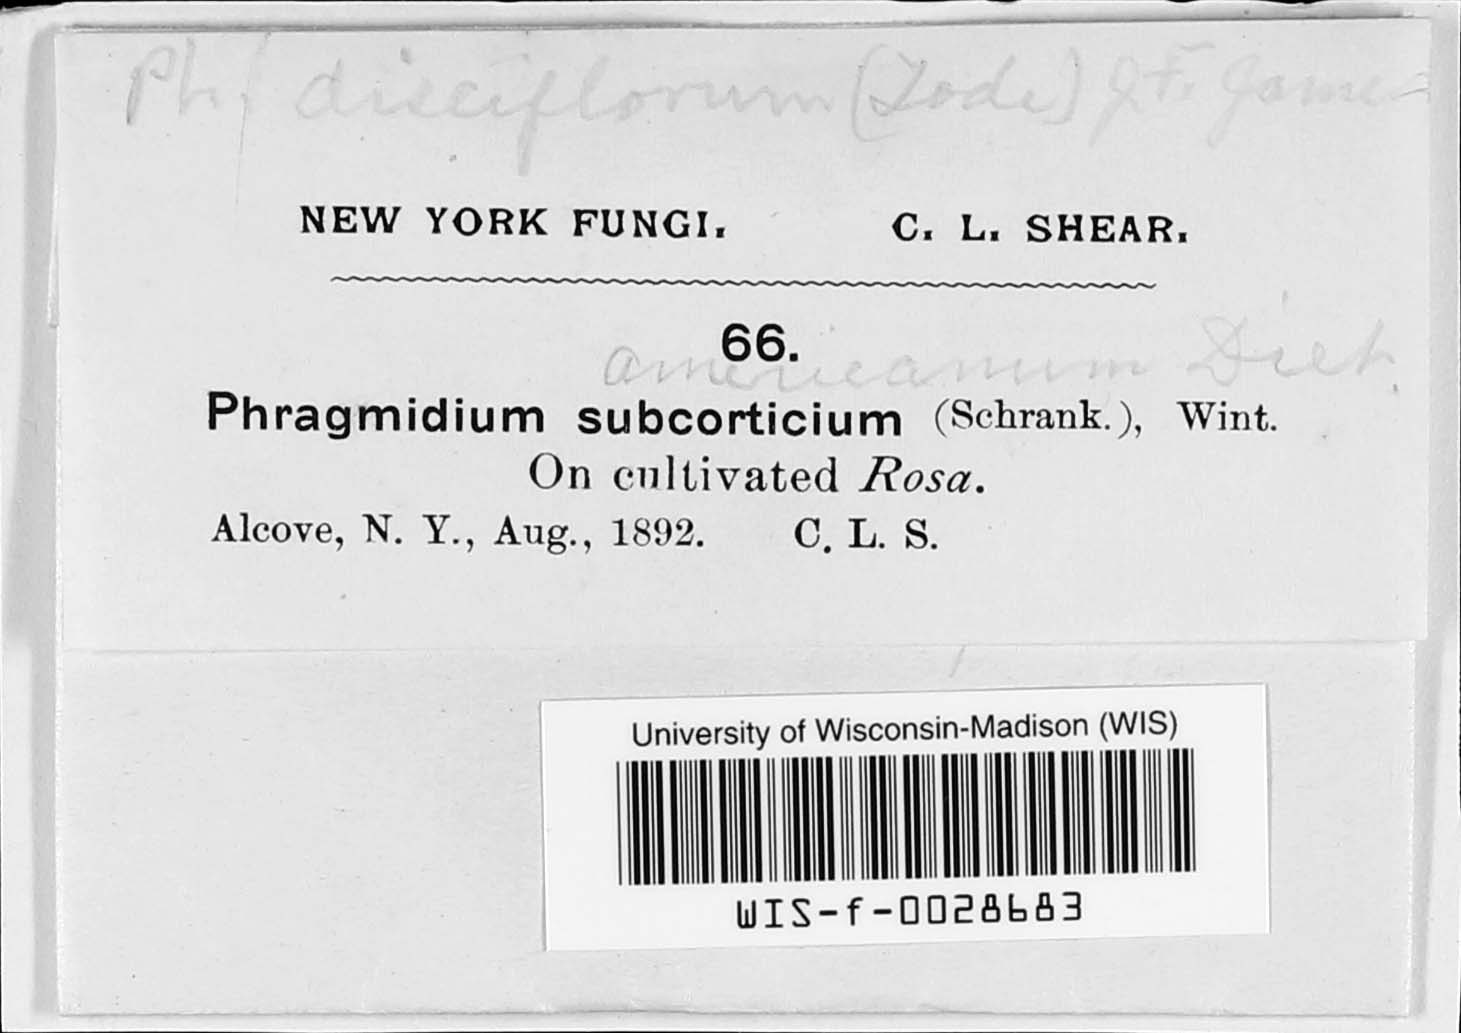 Ph. disciflorum (Tode) J. F. James
NEW YORK FUNGI. C. L. SHEAR.
66.
americanum Diet.
Phragmidium subcorticium (Schrank.), Wint.
On cultivated Rosa.
Alcove, N. Y., Aug., 1892. C. L. S.
University of Wisconsin-Madison (WIS)
WIS-f-0028683